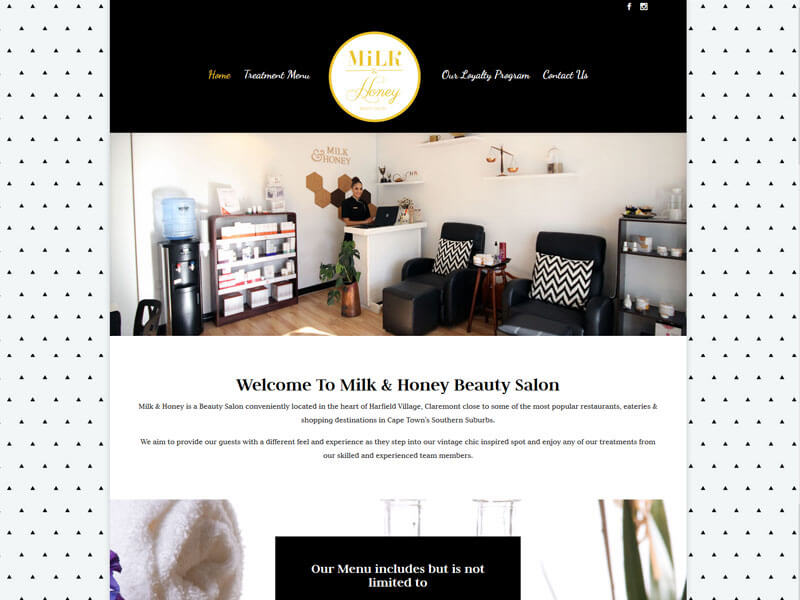 Home
Treatment Menu
MiLK
&
Honey
Our Loyalty Program
Contact Us
MILK
& HONEY
Welcome To Milk & Honey Beauty Salon
Milk & Honey is a Beauty Salon conveniently located in the heart of Harfield Village, Claremont close to some of the most popular restaurants, eateries &
shopping destinations in Cape Town's Southern Suburbs.
We aim to provide our guests with a different feel and experience as they step into our vintage chic inspired spot and enjoy any of our treatments from
our skilled and experienced team members.
Our Menu includes but is not
limited to